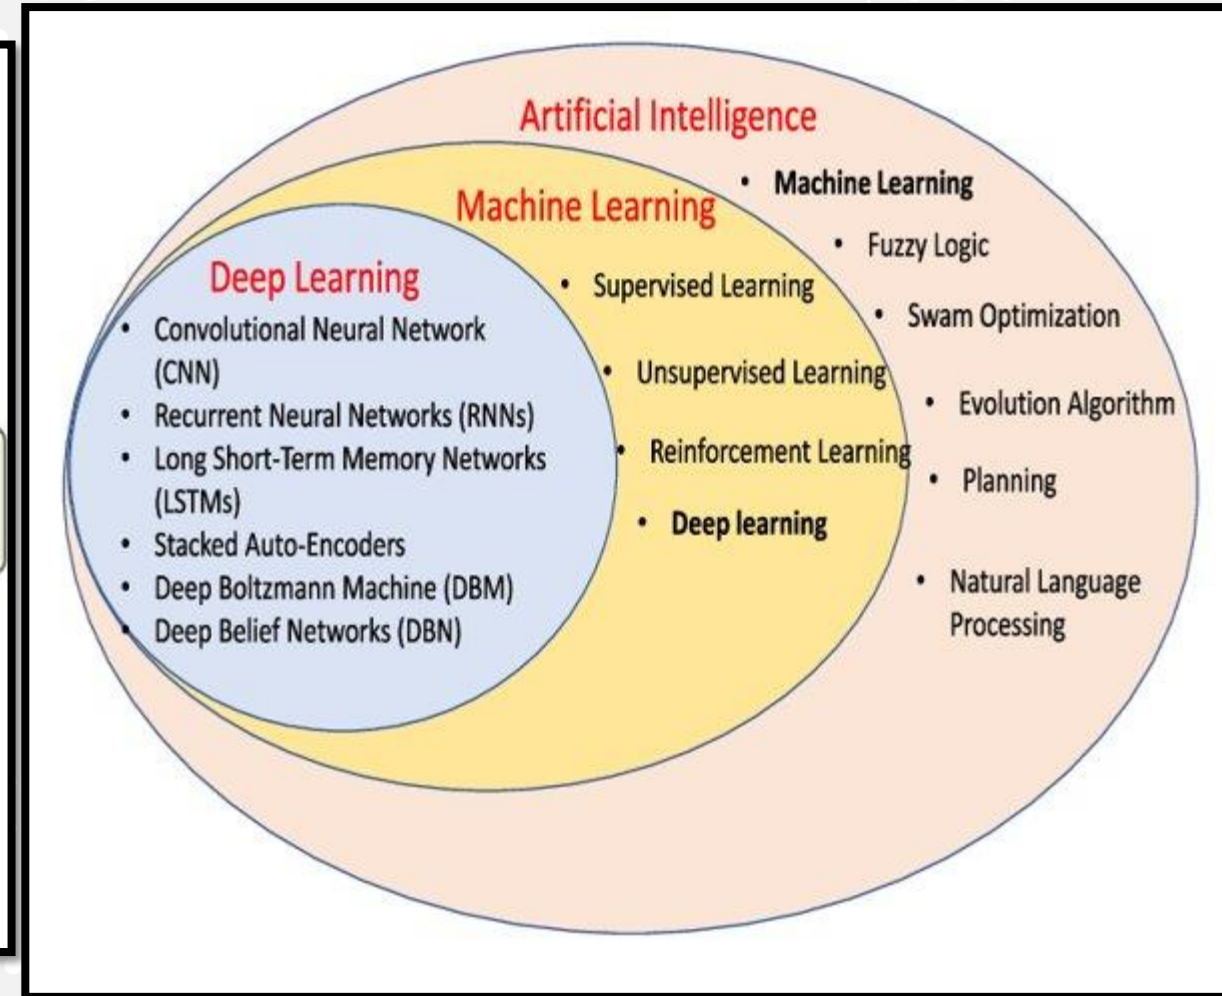 Artificial Intelligence
• Machine Learning
• Fuzzy Logic
• Swam Optimization
• Evolution Algorithm
• Planning
• Natural Language
Processing
Machine Learning
• Supervised Learning
• Unsupervised Learning
• Reinforcement Learning
• Deep learning
Deep Learning
• Convolutional Neural Network
(CNN)
• Recurrent Neural Networks (RNNs)
• Long Short-Term Memory Networks
(LSTMs)
• Stacked Auto-Encoders
• Deep Boltzmann Machine (DBM)
• Deep Belief Networks (DBN)